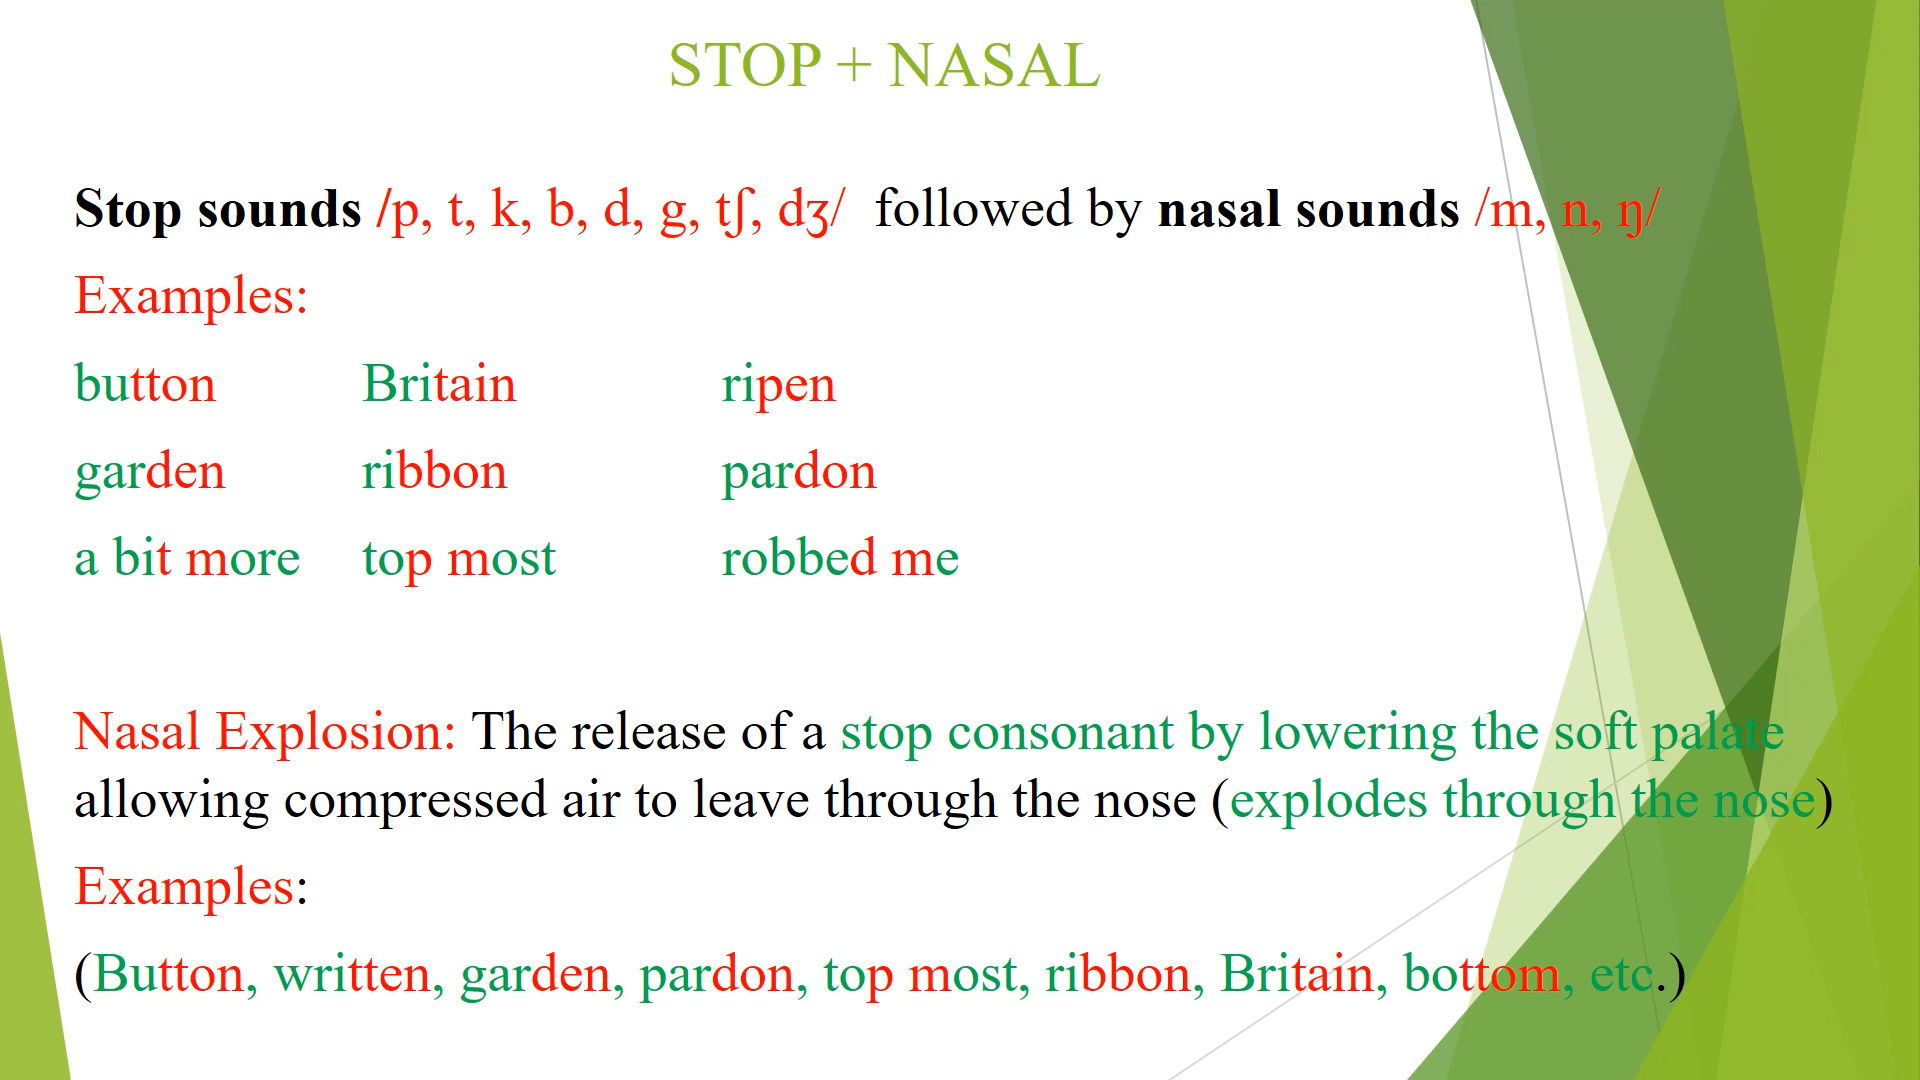 STOP + NASAL
Stop sounds /p, t, k, b, d, g, tʃ, dʒ/ followed by nasal sounds /m, n, ŋ/
Examples:
button Britain ripen
garden ribbon pardon
a bit more top most robbed me
Nasal Explosion: The release of a stop consonant by lowering the soft palate
allowing compressed air to leave through the nose (explodes through the nose)
Examples:
(Button, written, garden, pardon, top most, ribbon, Britain, bottom, etc.)